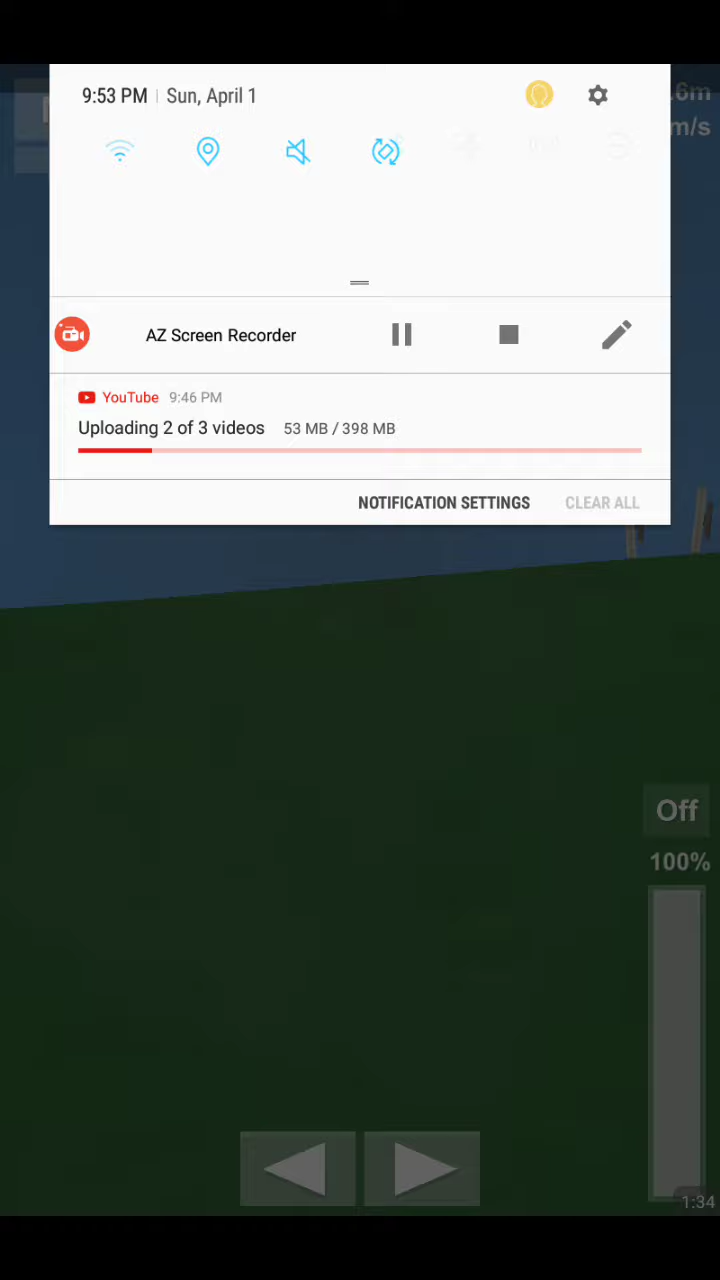 9:53 PM Sun, April 1
.6m
m/s
AZ Screen Recorder
YouTube 9:46 PM
Uploading 2 of 3 videos 53 MB / 398 MB
NOTIFICATION SETTINGS CLEAR ALL
Off
100%
1:34